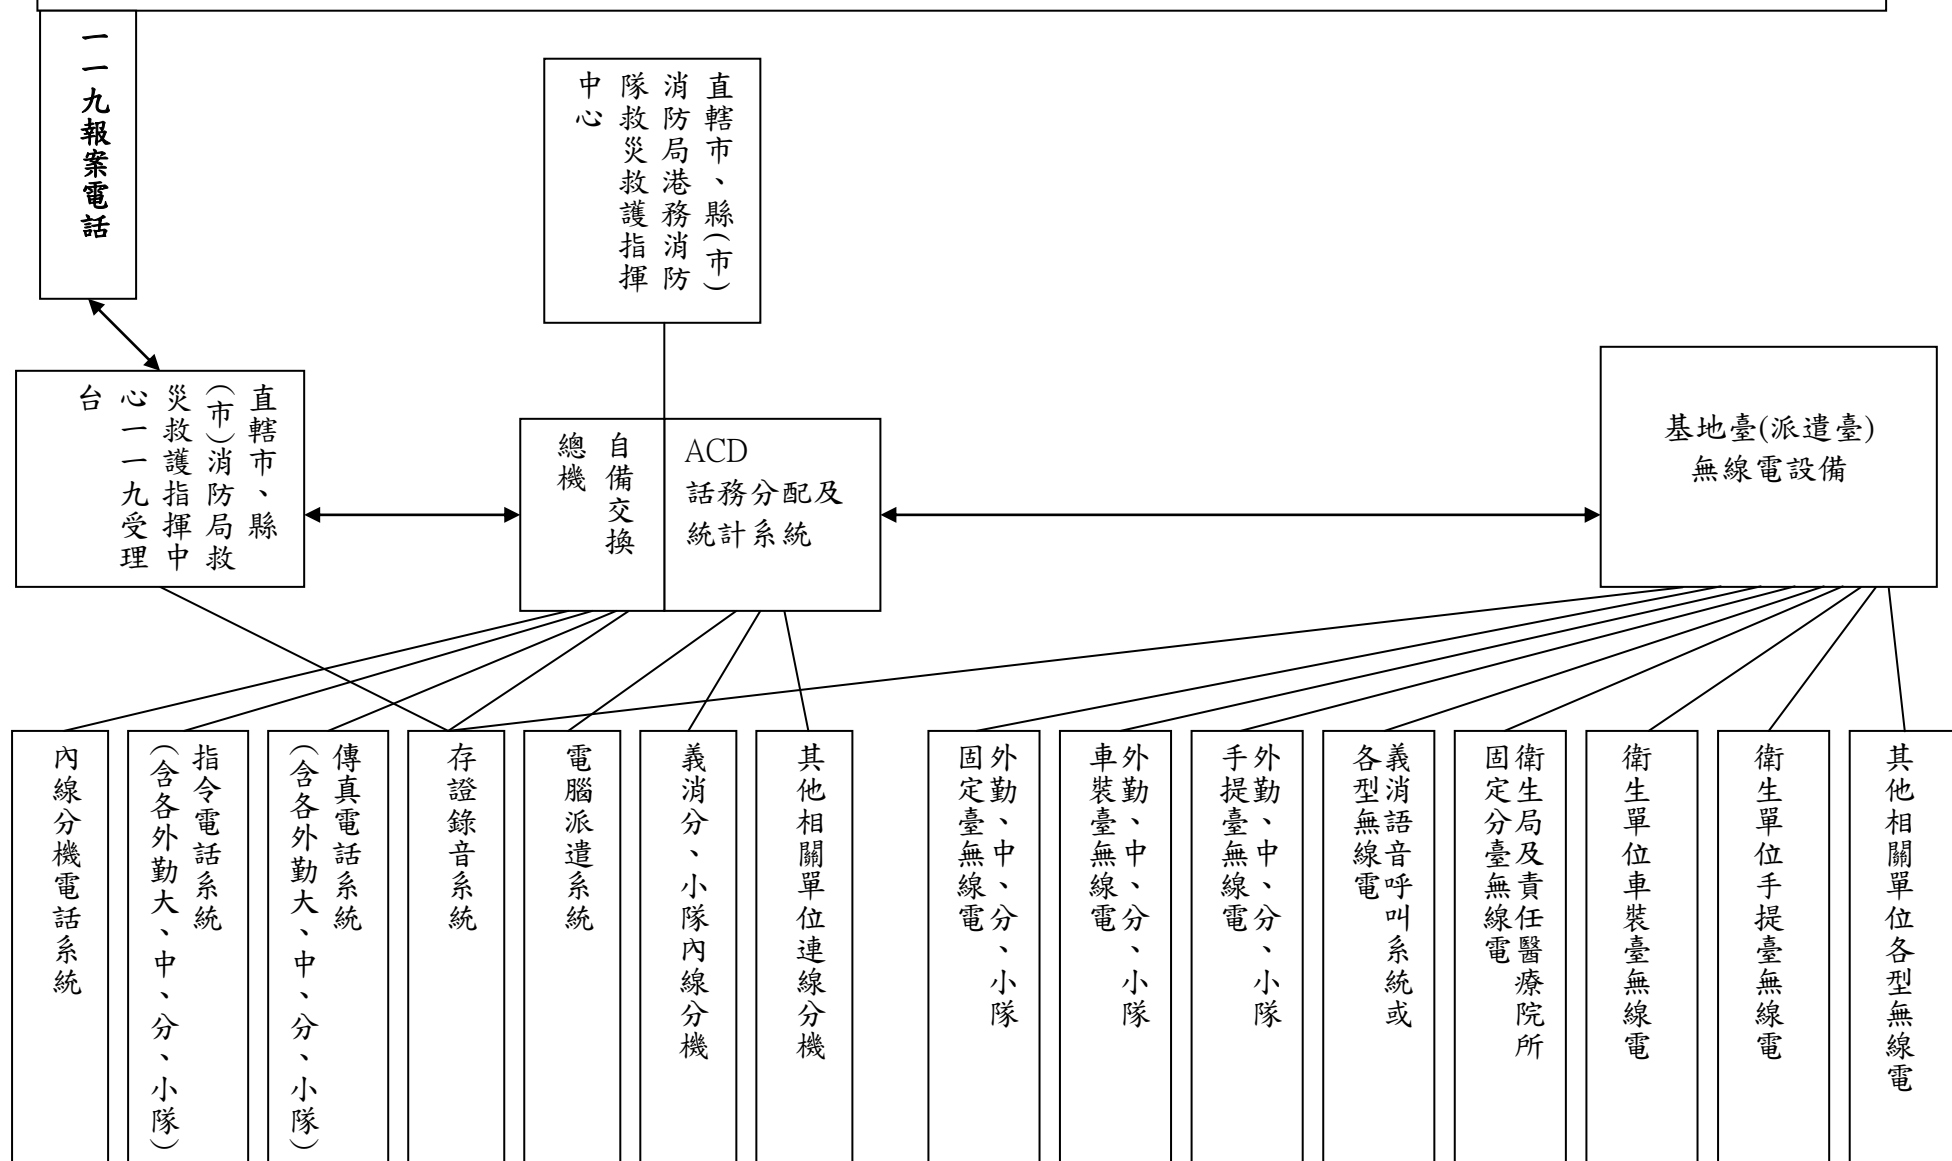 一一九報案電話
直轄市、縣(市)
消防局港務消防
隊救災救護指揮
中心
直轄市、縣
(市)消防局救
災救護指揮中
心一一九受理
台
自備交換
總機
ACD
話務分配及
統計系統
基地臺(派遣臺)
無線電設備
內線分機電話系統
指令電話系統
(含各外勤大、中、分、小隊)
傳真電話系統
(含各外勤大、中、分、小隊)
存證錄音系統
電腦派遣系統
義消分、小隊內線分機
其他相關單位連線分機
外勤、中、分、小隊
固定臺無線電
外勤、中、分、小隊
車裝臺無線電
外勤、中、分、小隊
手提臺無線電
義消語音呼叫系統或
各型無線電
衛生局及責任醫療院所
固定分臺無線電
衛生單位車裝臺無線電
衛生單位手提臺無線電
其他相關單位各型無線電